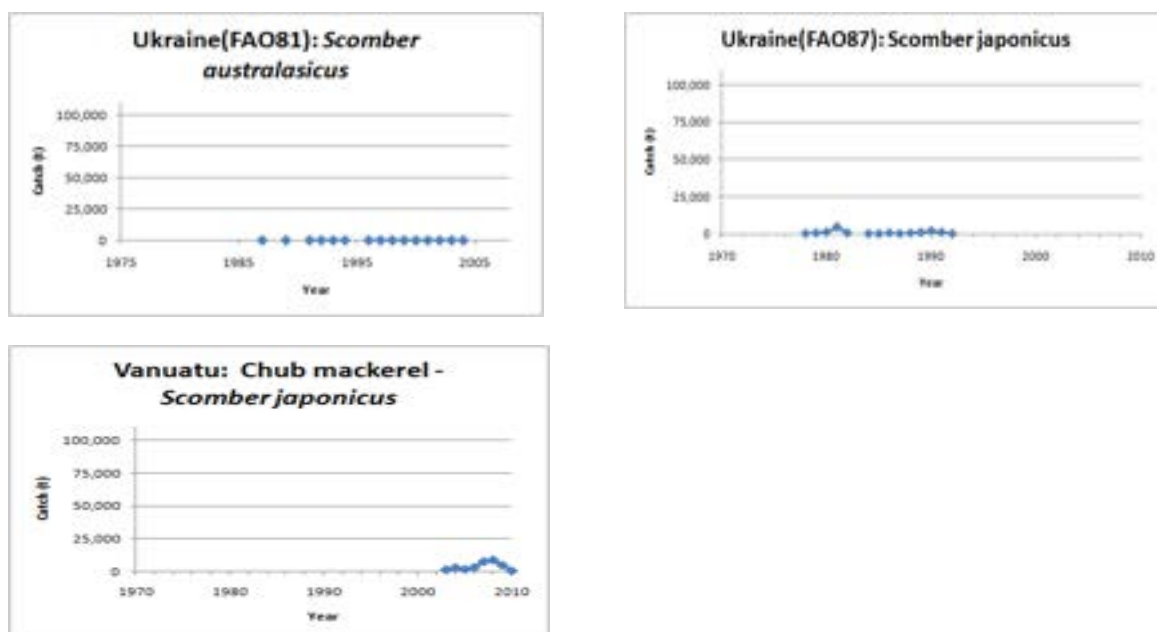 Ukraine(FAO81): Scomber
australasicus
100,000
75,000
50,000
25,000
0
Catch (t)
1975 1985 1995 2005
Year
Ukraine(FAO87): Scomber japonicus
100,000
75,000
50,000
25,000
0
Catch (t)
1970 1980 1990 2000 2010
Year
Vanuatu: Chub mackerel -
Scomber japonicus
100,000
75,000
50,000
25,000
0
Catch (t)
1970 1980 1990 2000 2010
Year